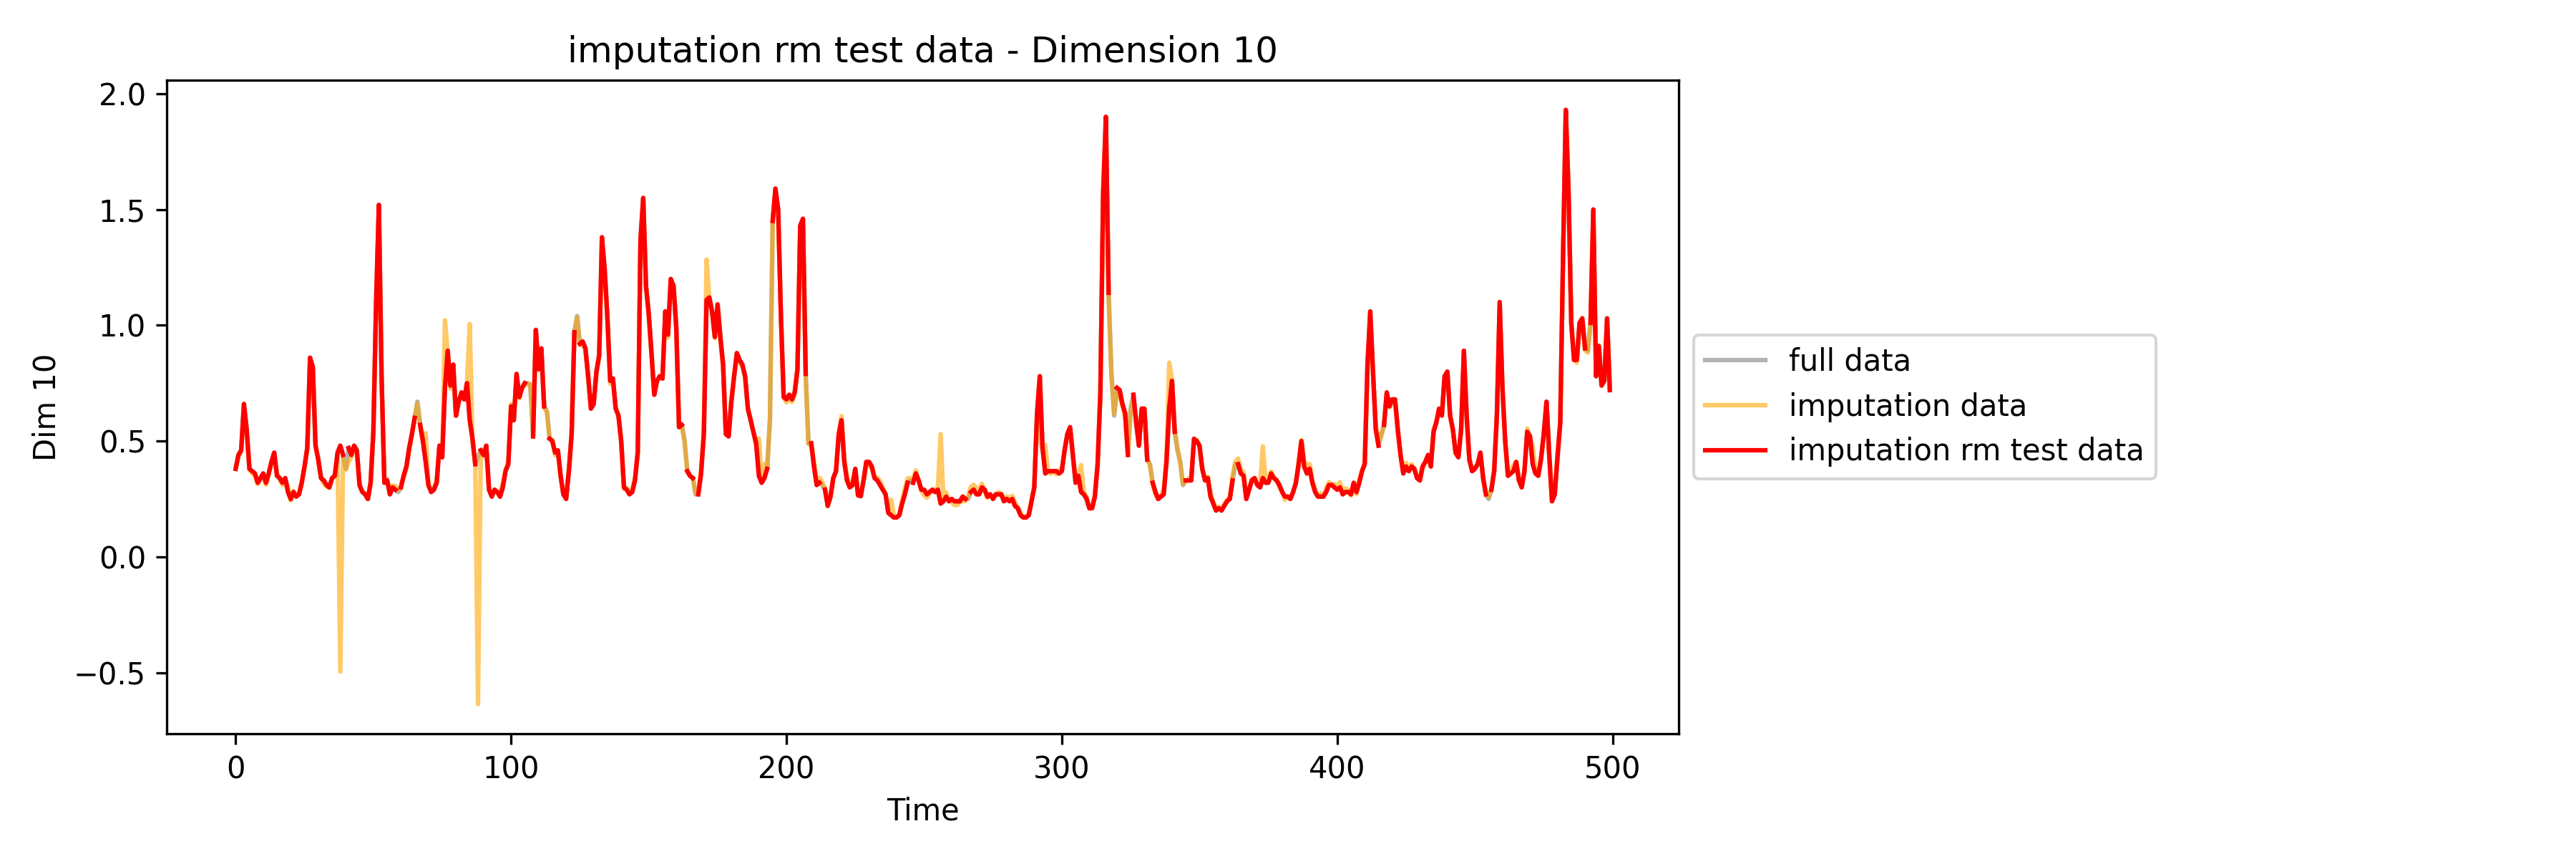 imputation rm test data - Dimension 10
2.0
1.5
1.0
0.5
0.0
−0.5
Dim 10
0 100 200 300 400 500
Time
full data
imputation data
imputation rm test data